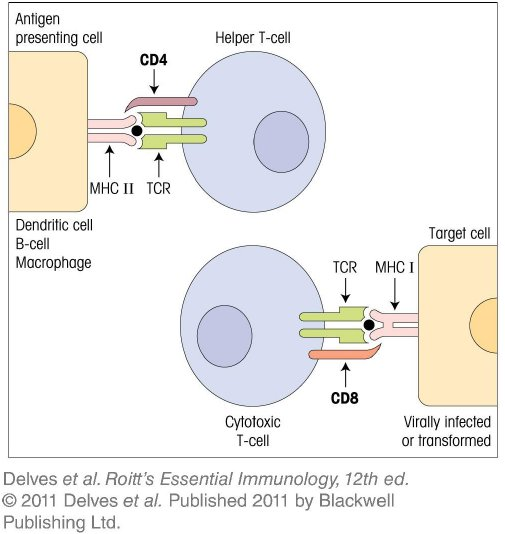 Antigen
presenting cell
Helper T-cell
CD4
MHC II
TCR
Dendritic cell
B-cell
Macrophage
Target cell
TCR
MHC I
CD8
Cytotoxic
T-cell
Virally infected
or transformed
Delves et al. Roitt's Essential Immunology, 12th ed.
© 2011 Delves et al. Published 2011 by Blackwell
Publishing Ltd.